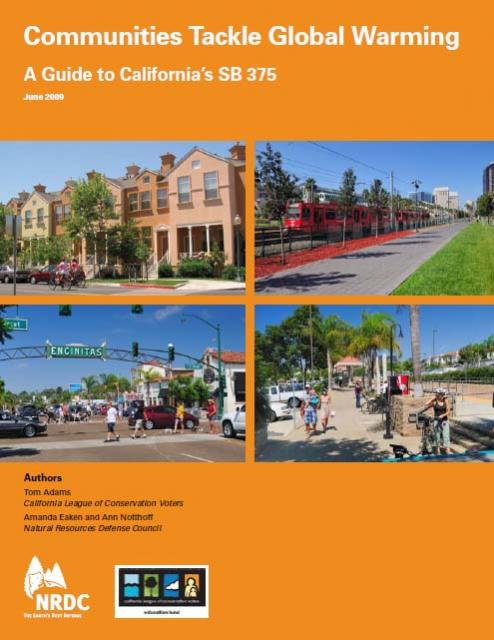 Communities Tackle Global Warming
A Guide to California's SB 375
June 2009
ENCINITAS
Authors
Tom Adams
California League of Conservation Voters
Amanda Eaken and Ann Notthoff
Natural Resources Defense Council
NRDC
THE EARTH'S BEST DEFENSE
california league of conservation voters
education fund